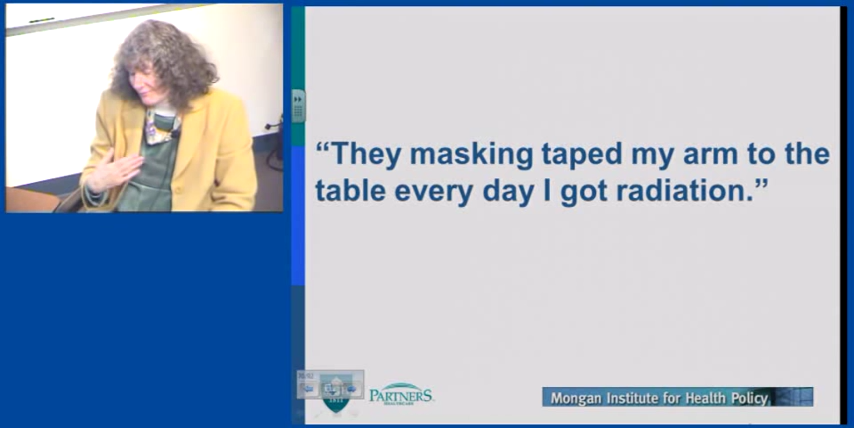 “They masking taped my arm to the
table every day I got radiation.”
PARTNERS
Mongan Institute for Health Policy